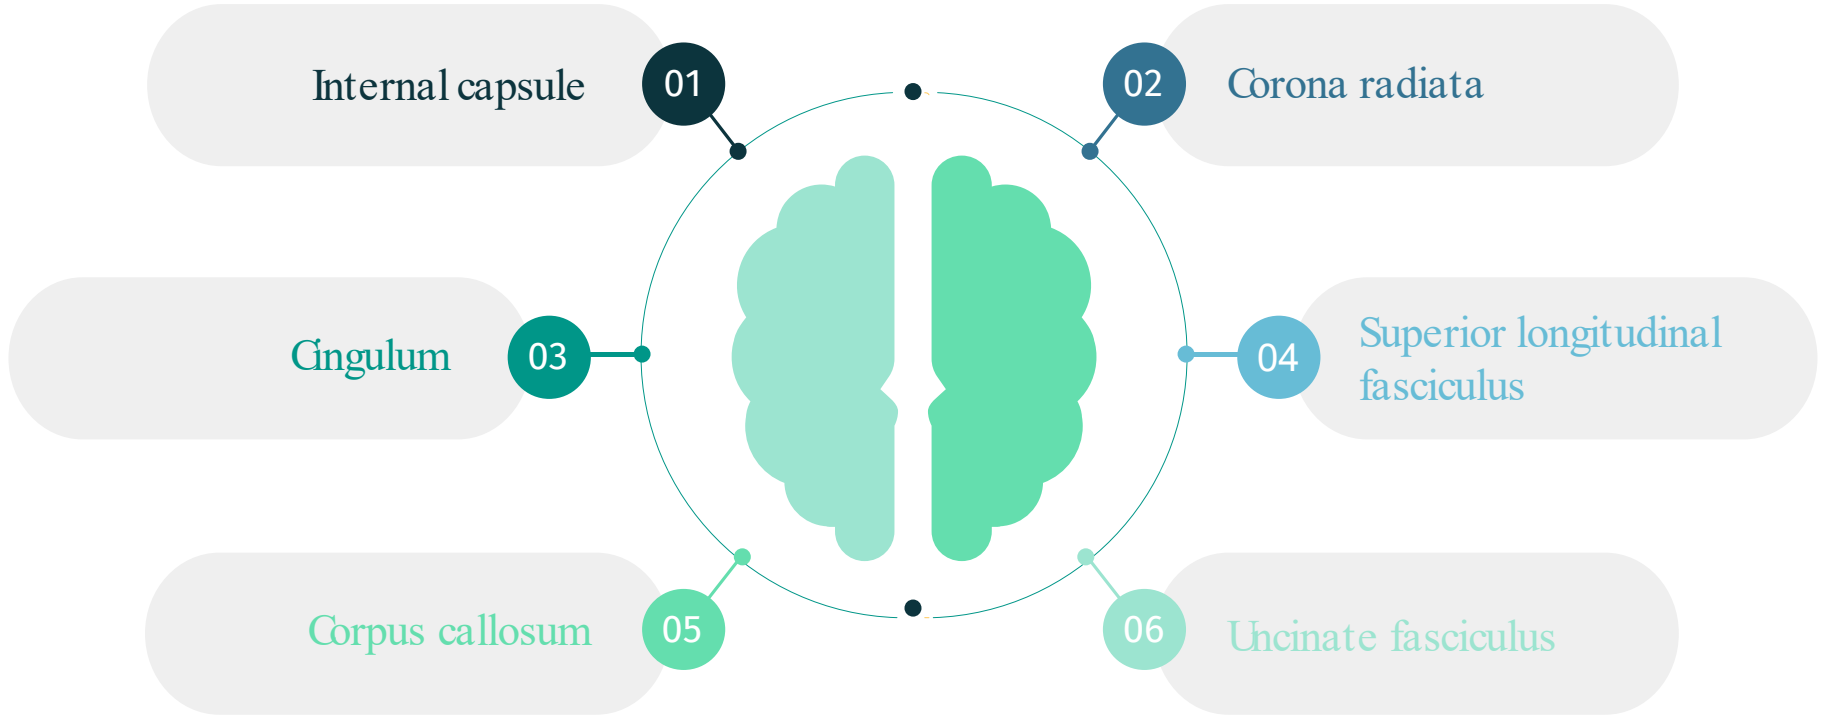 Internal capsule
01
02
Corona radiata
Cingulum
03
04
Superior longitudinal
fasciculus
Corpus callosum
05
06
Uncinate fasciculus